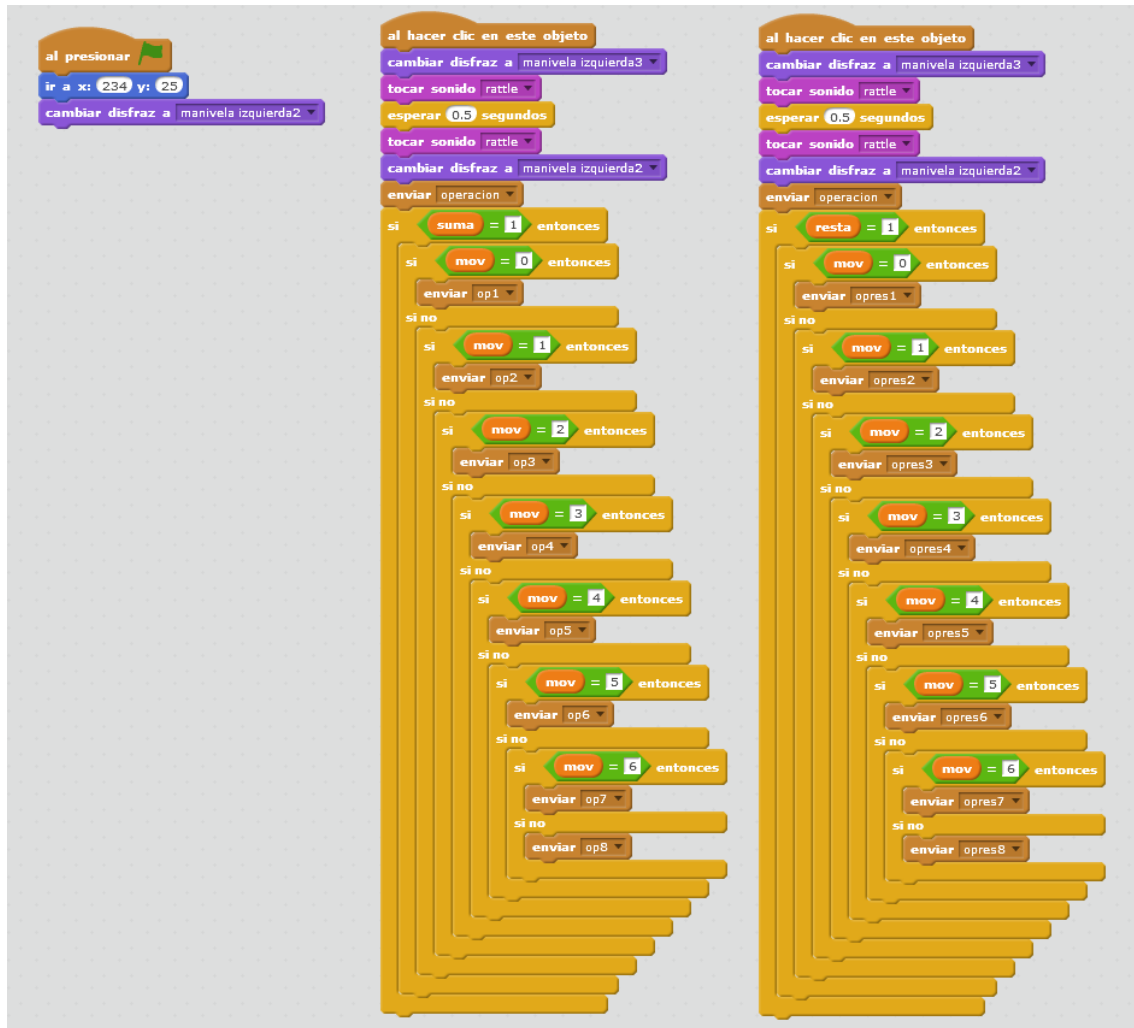 al presionar
ir a x: 234 y: 25
cambiar disfraz a manivela izquierda2
al hacer clic en este objeto
cambiar disfraz a manivela izquierda3
tocar sonido rattle
esperar 0.5 segundos
tocar sonido rattle
cambiar disfraz a manivela izquierda2
enviar operacion
si suma = 1 entonces
si mov = 0 entonces
enviar op1
si no
si mov = 1 entonces
enviar op2
si no
si mov = 2 entonces
enviar op3
si no
si mov = 3 entonces
enviar op4
si no
si mov = 4 entonces
enviar op5
si no
si mov = 5 entonces
enviar op6
si no
si mov = 6 entonces
enviar op7
si no
enviar op8
al hacer clic en este objeto
cambiar disfraz a manivela izquierda3
tocar sonido rattle
esperar 0.5 segundos
tocar sonido rattle
cambiar disfraz a manivela izquierda2
enviar operacion
si resta = 1 entonces
si mov = 0 entonces
enviar opres1
si no
si mov = 1 entonces
enviar opres2
si no
si mov = 2 entonces
enviar opres3
si no
si mov = 3 entonces
enviar opres4
si no
si mov = 4 entonces
enviar opres5
si no
si mov = 5 entonces
enviar opres6
si no
si mov = 6 entonces
enviar opres7
si no
enviar opres8